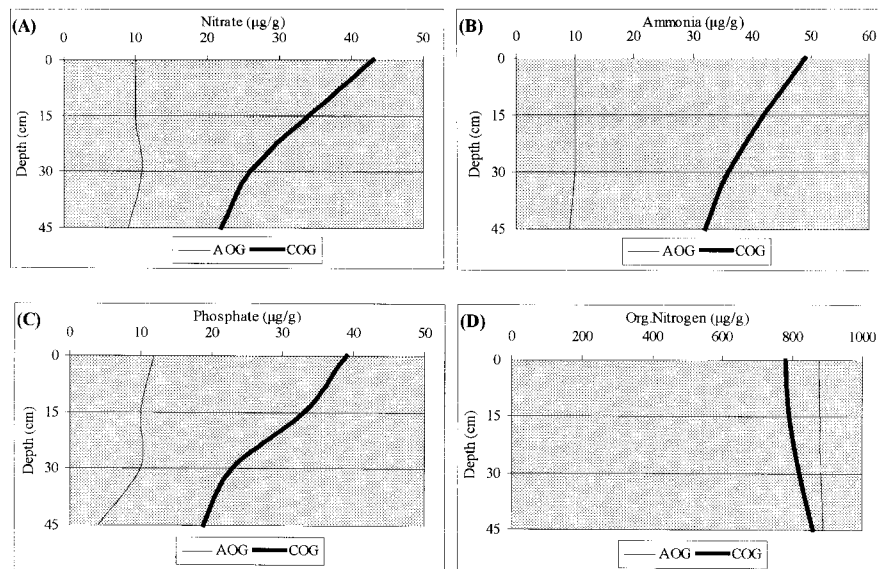 (A)
Nitrate (µg/g)
0 10 20 30 40 50
Depth (cm)
0
15
30
45
AOG COG
(B)
Ammonia (µg/g)
0 10 20 30 40 50 60
Depth (cm)
0
15
30
45
AOG COG
(C)
Phosphate (µg/g)
0 10 20 30 40 50
Depth (cm)
0
15
30
45
AOG COG
(D)
Org.Nitrogen (µg/g)
0 200 400 600 800 1000
Depth (cm)
0
15
30
45
AOG COG